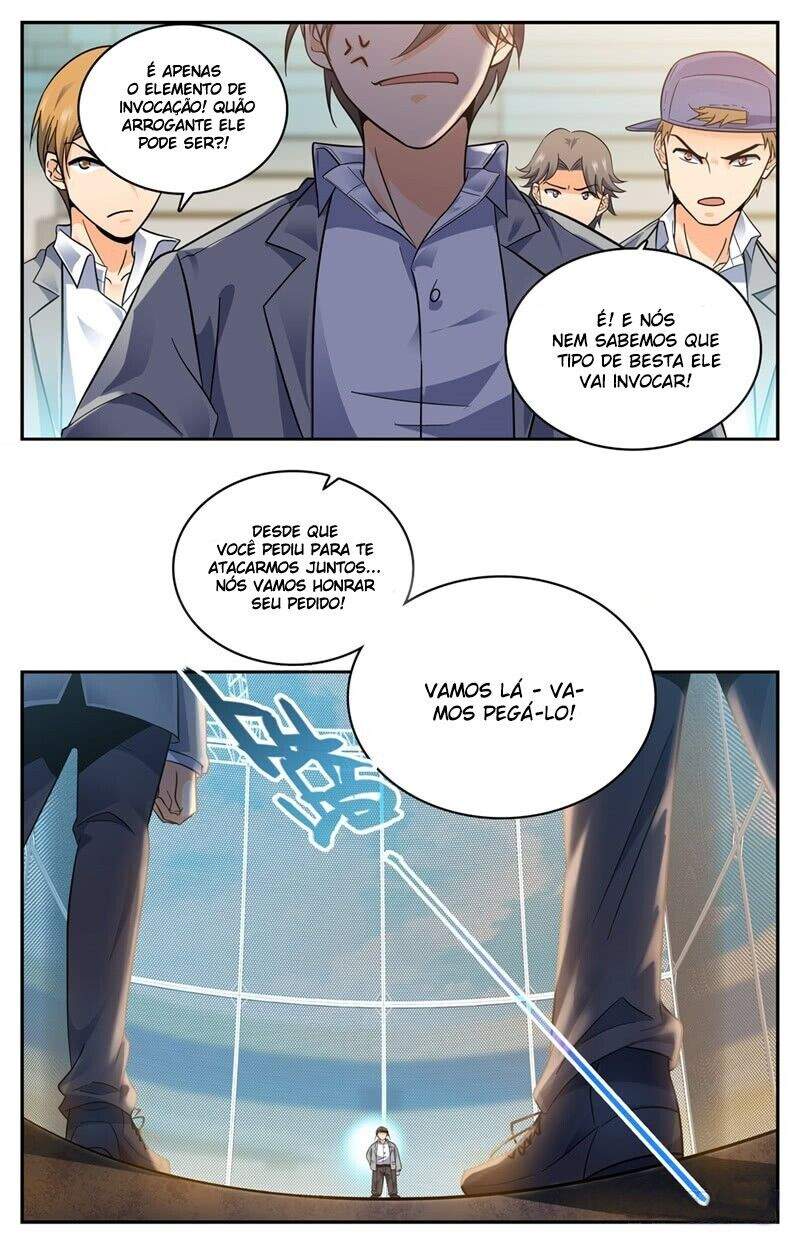 É APENAS
O ELEMENTO DE
INVOCAÇÃO! QUÃO
ARROGANTE ELE
PODE SER?!
É! E NÓS
NEM SABEMOS QUE
TIPO DE BESTA ELE
VAI INVOCAR!
DESDE QUE
VOCÊ PEDIU PARA TE
ATACARMOS JUNTOS...
NÓS VAMOS HONRAR
SEU PEDIDO!
VAMOS LÁ - VA-
MOS PEGÁ-LO!